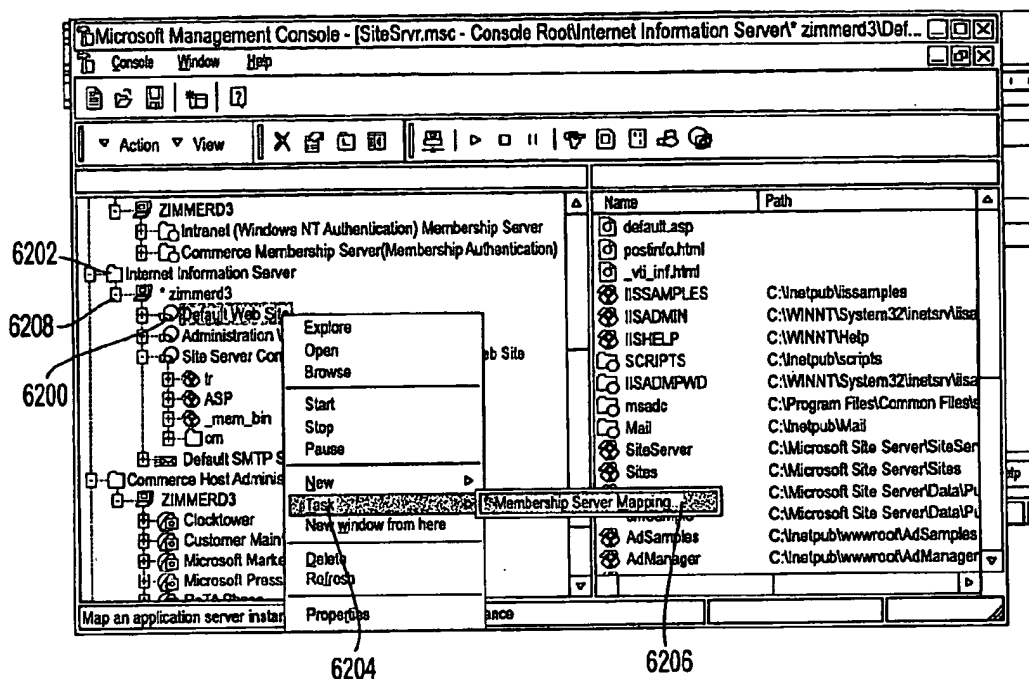 Microsoft Management Console - [SiteSrvr.msc - Console Root\Internet Information Server\* zimmerd3\Def...
Console Window Help
Action View
Name Path
ZIMMERD3
Intranet (Windows NT Authentication) Membership Server
Commerce Membership Server(Membership Authentication)
6202
Internet Information Server
* zimmerd3
6208
Default Web Site
Administration
Site Server Con eb Site
6200
tr
ASP
_mem_bin
cm
Default SMTP S
Commerce Host Adminis
ZIMMERD3
Clocktower
Customer Main
Microsoft Marke
Microsoft Press
Explore
Open
Browse
Start
Stop
Pause
New
Task
Membership Server Mapping
New window from here
Delete
Refresh
Properties
default.asp
postinfo.html
_vti_inf.html
IISSAMPLES C:\Inetpub\iissamples
IISADMIN C:\WINNT\System32\inetsrv\iisa
IISHELP C:\WINNT\Help
SCRIPTS C:\Inetpub\scripts
IISADMPWD C:\WINNT\System32\inetsrv\iisa
msadc C:\Program Files\Common Files\s
Mail C:\Inetpub\Mail
SiteServer C:\Microsoft Site Server\SiteSer
Sites C:\Microsoft Site Server\Sites
C:\Microsoft Site Server\Data\Pu
C:\Microsoft Site Server\Data\Pu
AdSamples C:\Inetpub\wwwroot\AdSamples
AdManager C:\Inetpub\wwwroot\AdManager
Map an application server instan ance
6204
6206